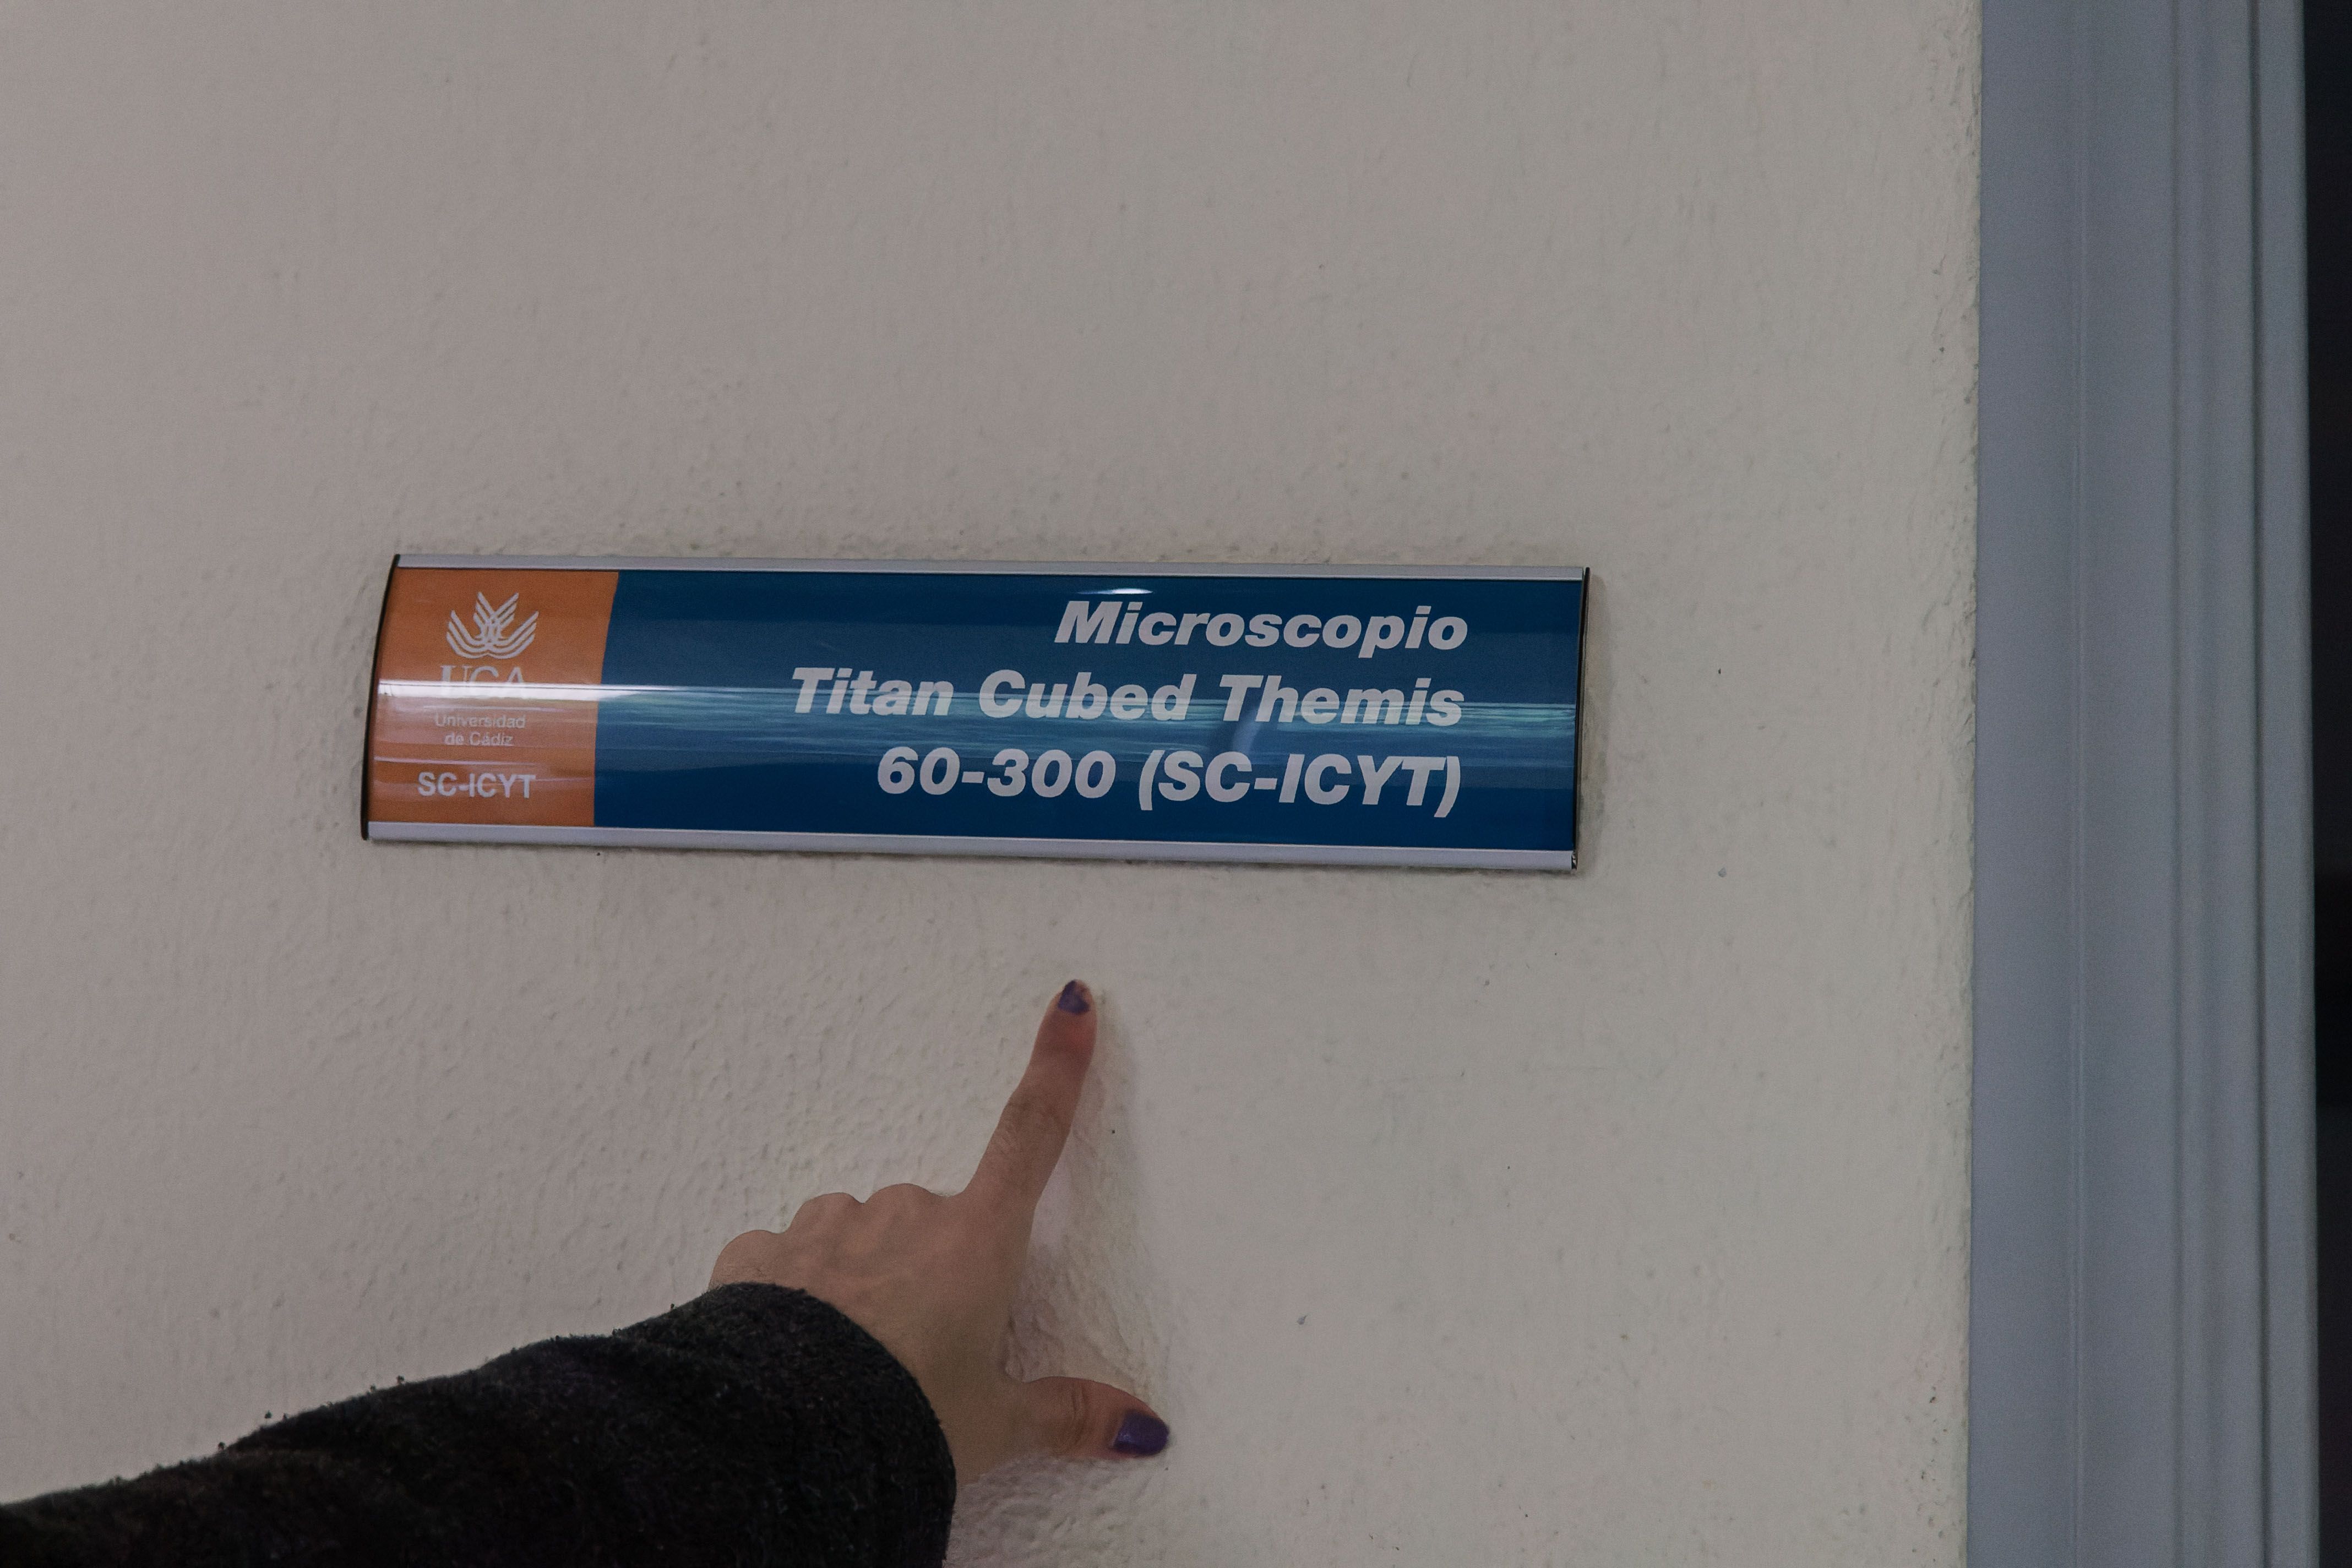 UCA
Universidad
de Cádiz
SC-ICYT
Microscopio
Titan Cubed Themis
60-300 (SC-ICYT)